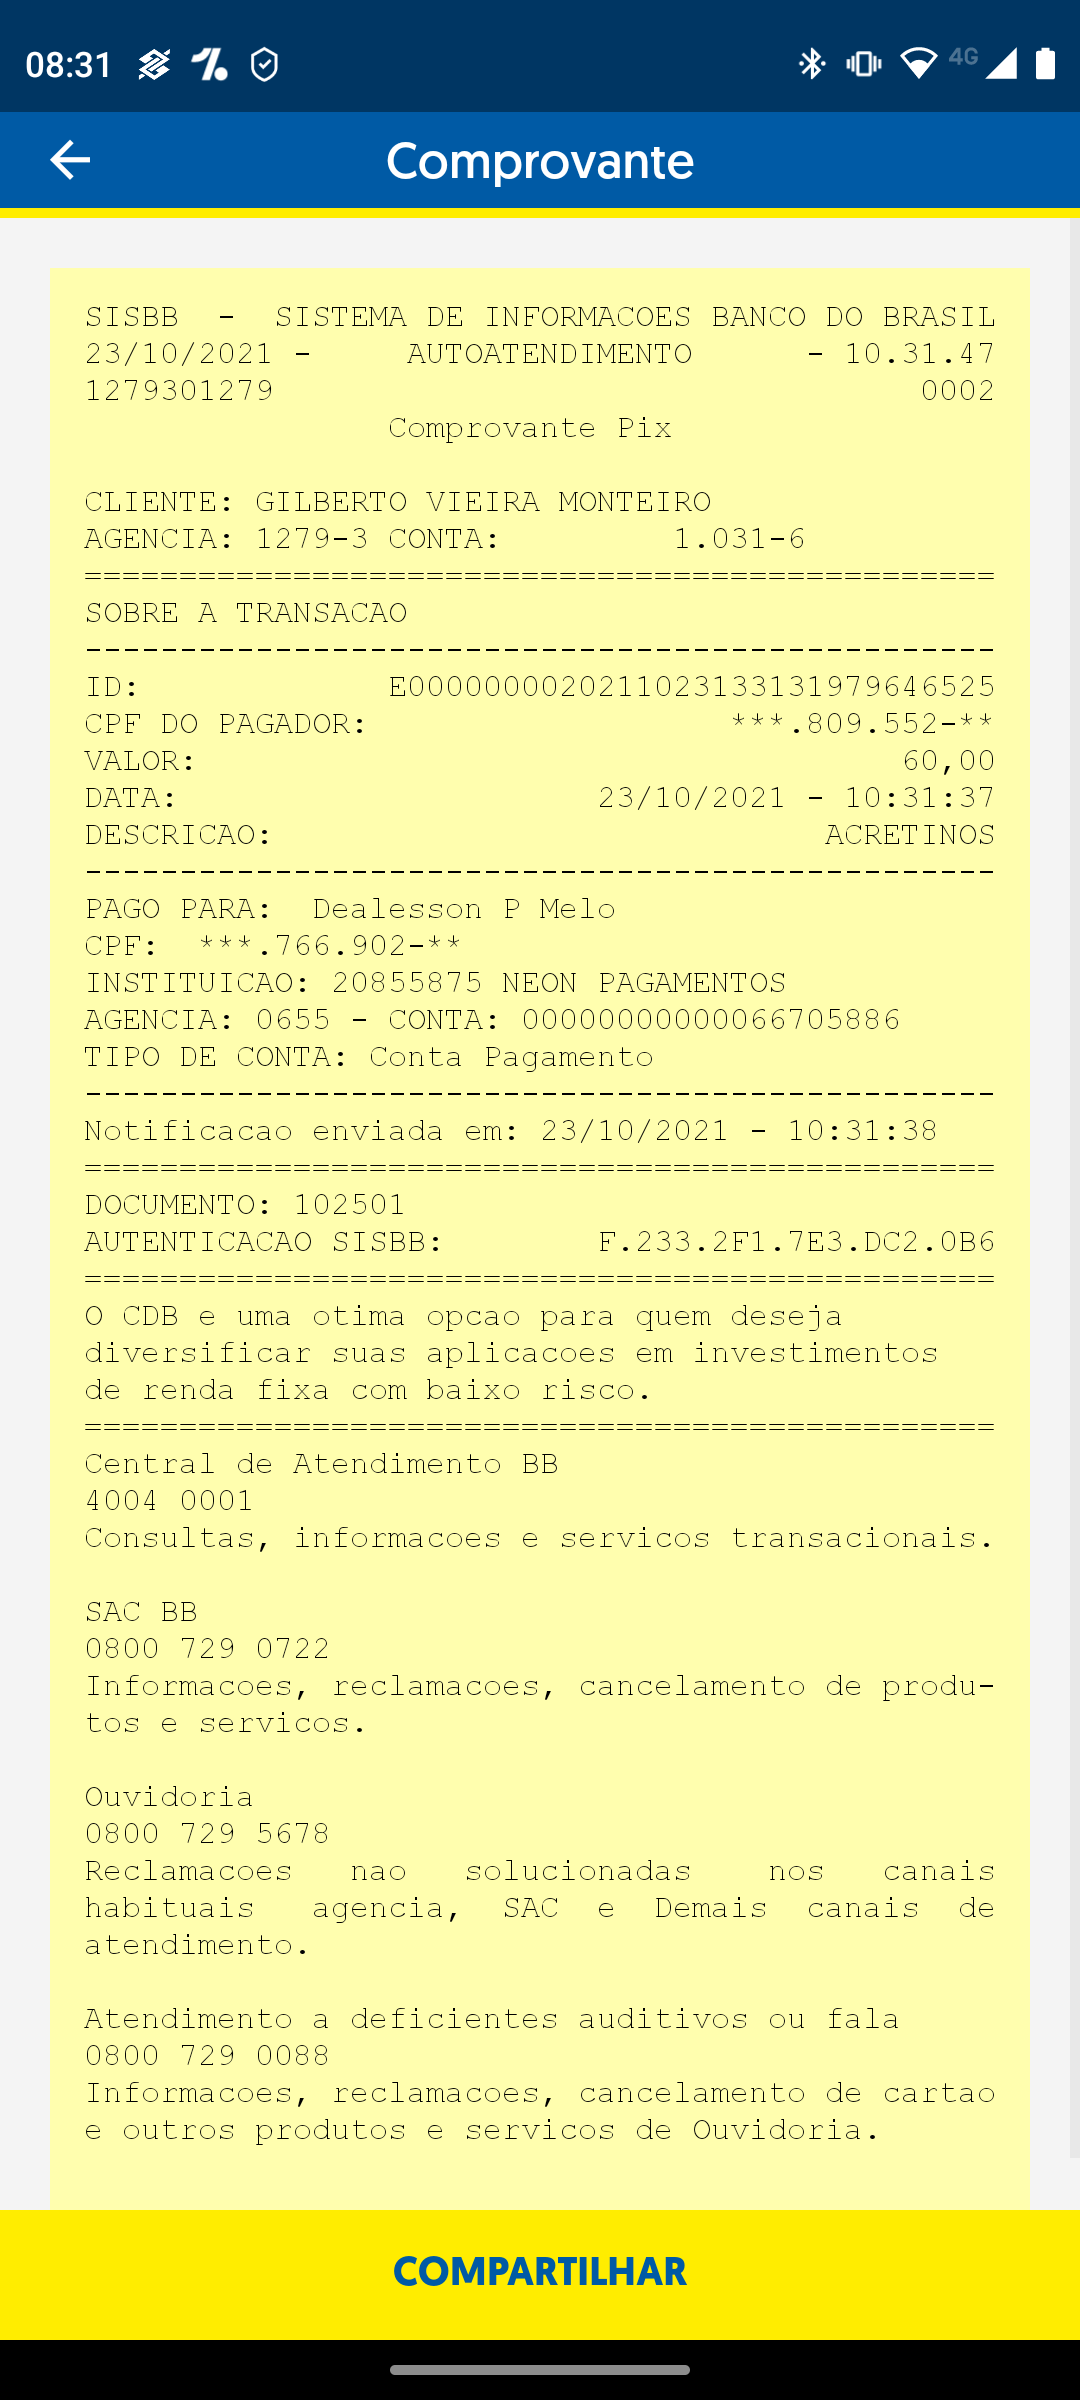 08:31
4G
Comprovante
SISBB - SISTEMA DE INFORMACOES BANCO DO BRASIL
23/10/2021 - AUTOATENDIMENTO - 10.31.47
1279301279 0002
Comprovante Pix
CLIENTE: GILBERTO VIEIRA MONTEIRO
AGENCIA: 1279-3 CONTA: 1.031-6
================================================
SOBRE A TRANSACAO
------------------------------------------------
ID: E0000000020211023133131979646525
CPF DO PAGADOR: ***.809.552-**
VALOR: 60,00
DATA: 23/10/2021 - 10:31:37
DESCRICAO: ACRETINOS
------------------------------------------------
PAGO PARA: Dealesson P Melo
CPF: ***.766.902-**
INSTITUICAO: 20855875 NEON PAGAMENTOS
AGENCIA: 0655 - CONTA: 00000000000066705886
TIPO DE CONTA: Conta Pagamento
------------------------------------------------
Notificacao enviada em: 23/10/2021 - 10:31:38
================================================
DOCUMENTO: 102501
AUTENTICACAO SISBB: F.233.2F1.7E3.DC2.0B6
================================================
O CDB e uma otima opcao para quem deseja
diversificar suas aplicacoes em investimentos
de renda fixa com baixo risco.
================================================
Central de Atendimento BB
4004 0001
Consultas, informacoes e servicos transacionais.
SAC BB
0800 729 0722
Informacoes, reclamacoes, cancelamento de produ-
tos e servicos.
Ouvidoria
0800 729 5678
Reclamacoes nao solucionadas nos canais
habituais agencia, SAC e Demais canais de
atendimento.
Atendimento a deficientes auditivos ou fala
0800 729 0088
Informacoes, reclamacoes, cancelamento de cartao
e outros produtos e servicos de Ouvidoria.
COMPARTILHAR